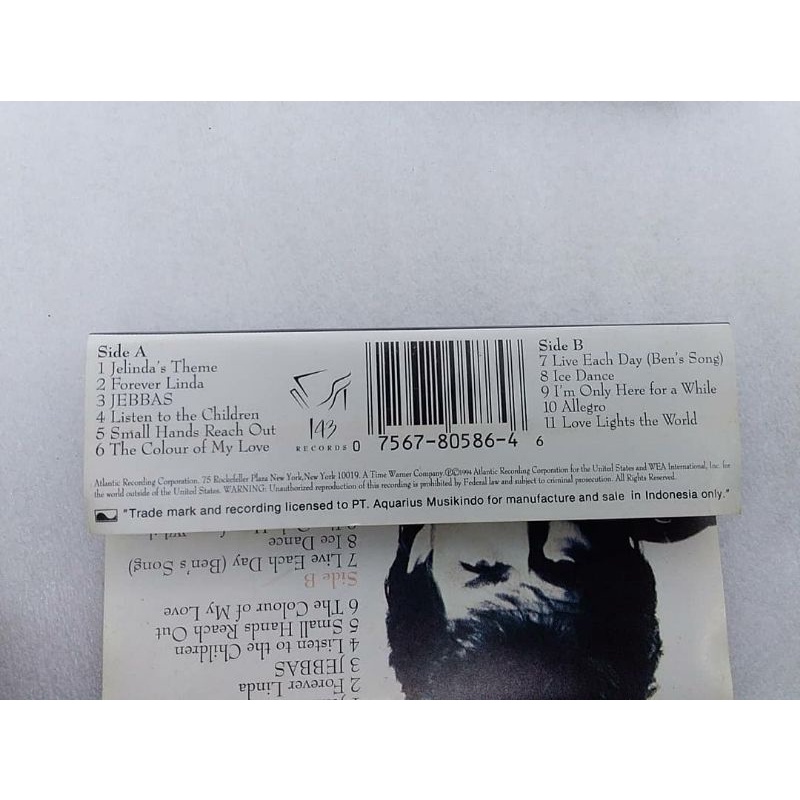 Side A
1 Jelinda's Theme
2 Forever Linda
3 JEBBAS
4 Listen to the Children
5 Small Hands Reach Out
6 The Colour of My Love
143
RECORDS
0 7567-80586-4 6
Side B
7 Live Each Day (Ben's Song)
8 Ice Dance
9 I'm Only Here for a While
10 Allegro
11 Love Lights the World
Atlantic Recording Corporation. 75 Rockefeller Plaza New York, New York 10019. A Time Warner Company. ℗©1994 Atlantic Recording Corporation for the United States and WEA International, Inc. for
the world outside of the United States. WARNING: Unauthorized reproduction of this recording is prohibited by Federal law and subject to criminal prosecution. All Rights Reserved.
"Trade mark and recording licensed to PT. Aquarius Musikindo for manufacture and sale in Indonesia only."
2 Forever Linda
3 JEBBAS
4 Listen to the Children
5 Small Hands Reach Out
6 The Colour of My Love
Side B
7 Live Each Day (Ben's Song)
8 Ice Dance